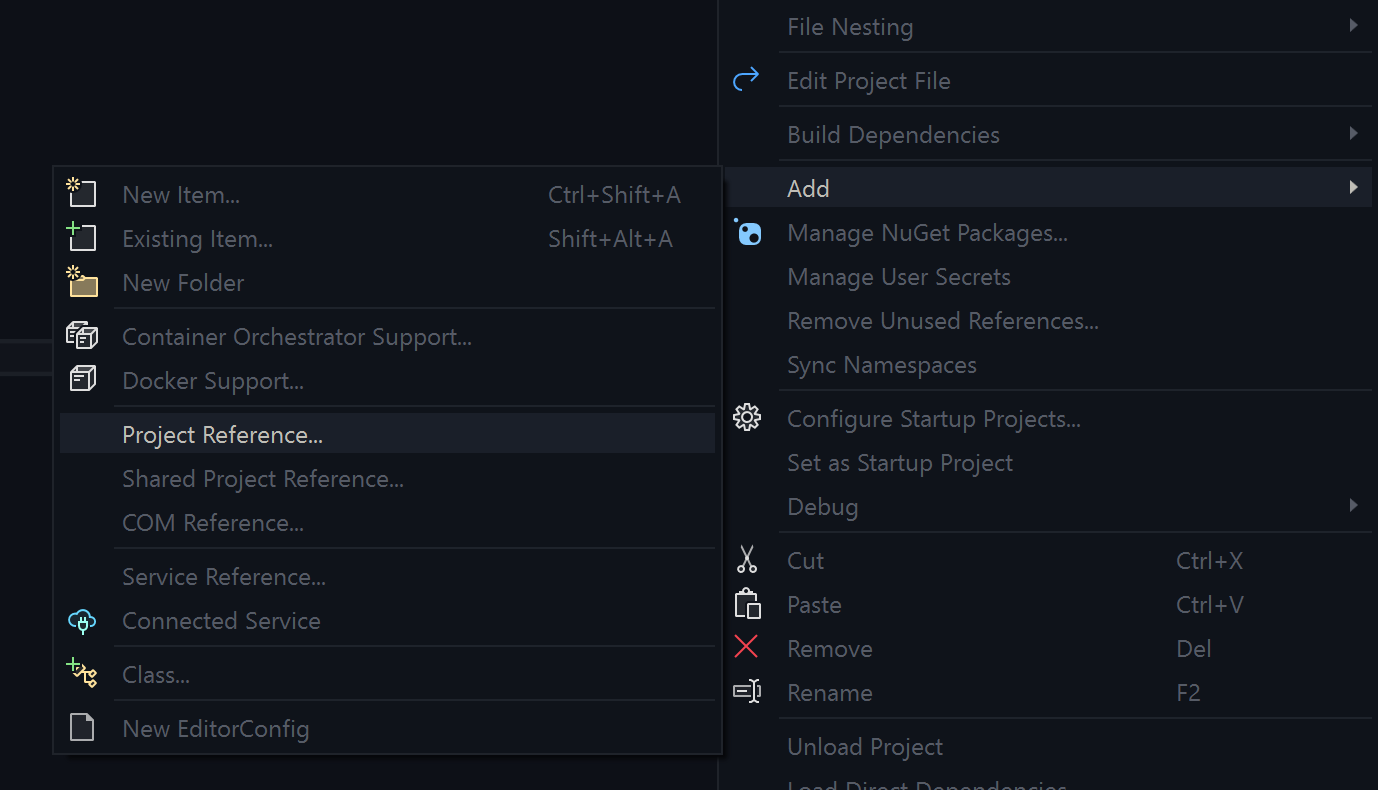 File Nesting
Edit Project File
Build Dependencies
Add
Manage NuGet Packages...
Manage User Secrets
Remove Unused References...
Sync Namespaces
Configure Startup Projects...
Set as Startup Project
Debug
Cut Ctrl+X
Paste Ctrl+V
Remove Del
Rename F2
Unload Project
Load Direct Dependencies
New Item... Ctrl+Shift+A
Existing Item... Shift+Alt+A
New Folder
Container Orchestrator Support...
Docker Support...
Project Reference...
Shared Project Reference...
COM Reference...
Service Reference...
Connected Service
Class...
New EditorConfig